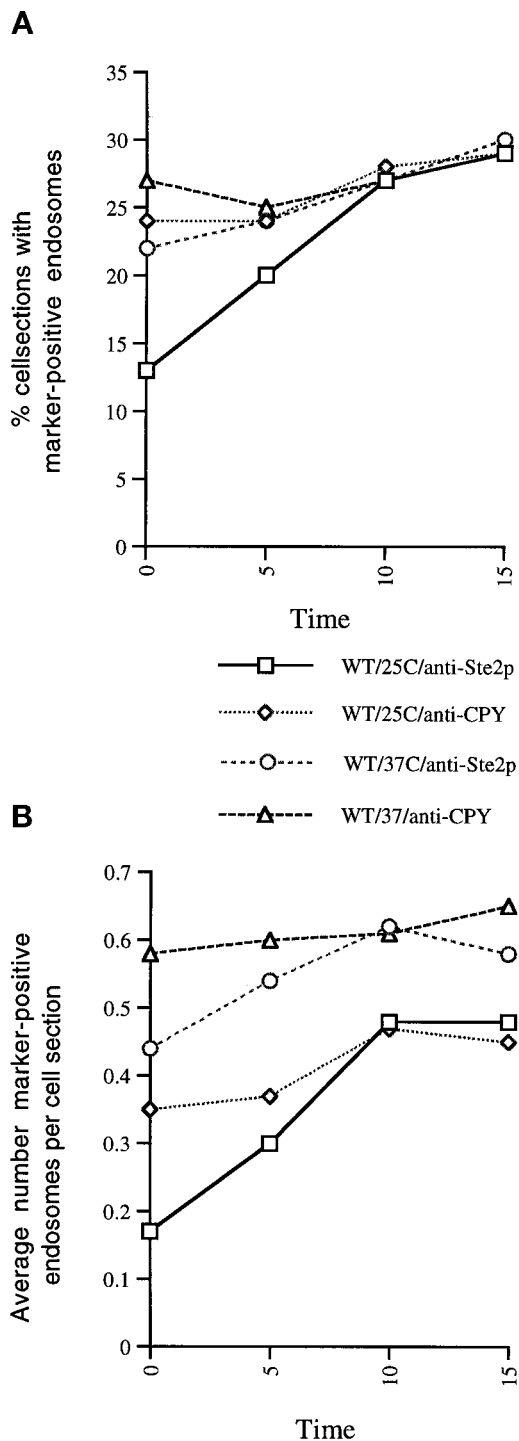 A
% cellsections with
marker-positive endosomes
35
30
25
20
15
10
5
0
0
5
10
15
Time
WT/25C/anti-Ste2p
WT/25C/anti-CPY
WT/37C/anti-Ste2p
WT/37/anti-CPY
B
Average number marker-positive
endosomes per cell section
0.7
0.6
0.5
0.4
0.3
0.2
0.1
0
0
5
10
15
Time